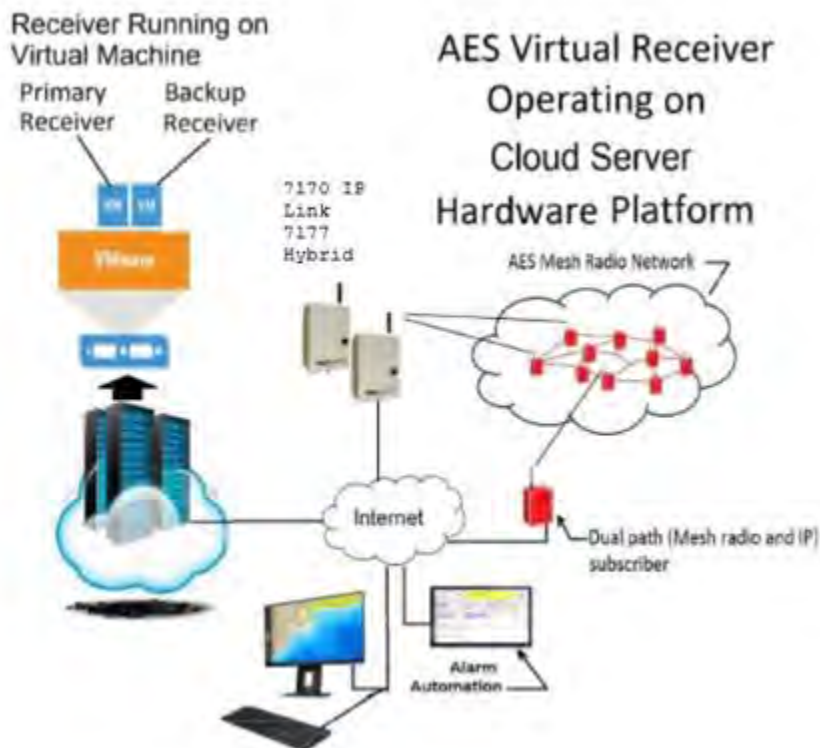 Receiver Running on
Virtual Machine
Primary
Receiver
Backup
Receiver
AES Virtual Receiver
Operating on
Cloud Server
Hardware Platform
VM VM
VMware
7170 IP
Link
7177
Hybrid
AES Mesh Radio Network
Internet
Dual path (Mesh radio and IP)
subscriber
Alarm
Automation